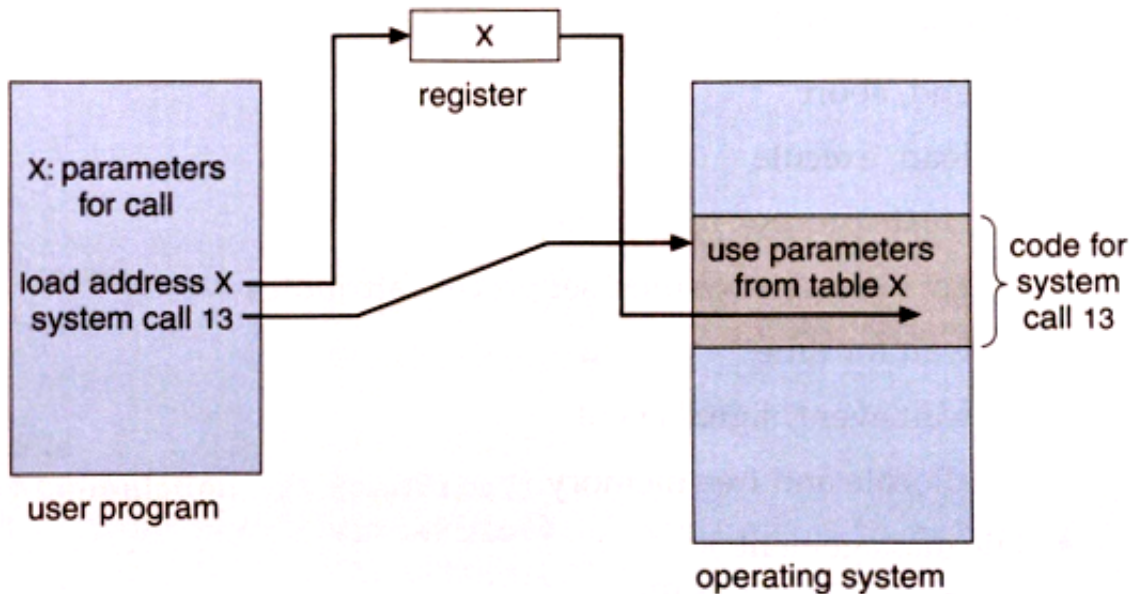 X
register
X: parameters
for call
load address X
system call 13
user program
use parameters
from table X
code for
system
call 13
operating system